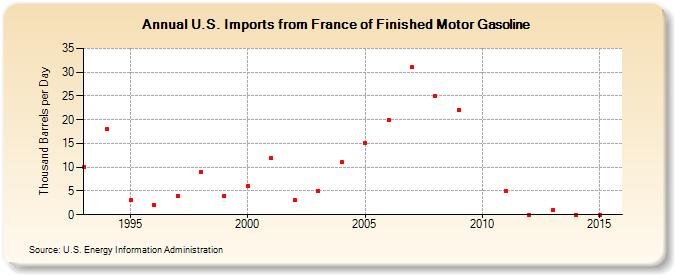 Annual U.S. Imports from France of Finished Motor Gasoline
Thousand Barrels per Day
35
30
25
20
15
10
5
0
1995 2000 2005 2010 2015
Source: U.S. Energy Information Administration